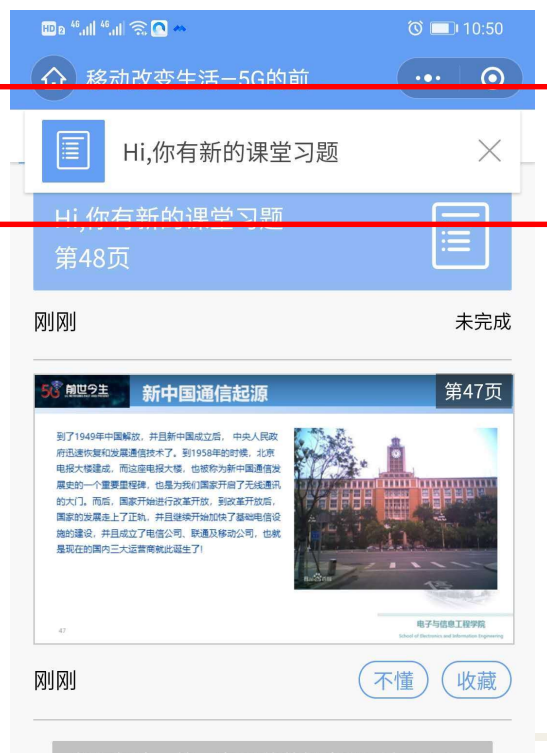 HD 2 46 46 10:50
移动改变生活—5G的前
Hi,你有新的课堂习题
Hi,你有新的课堂习题
第48页
刚刚 未完成
5G 前世今生 新中国通信起源 第47页
到了1949年中国解放，并且新中国成立后， 中央人民政
府迅速恢复和发展通信技术了。到1958年的时候，北京
电报大楼建成，而这座电报大楼，也被称为新中国通信发
展史的一个重要里程碑，也是为我们国家开启了无线通讯
的大门。而后，国家开始进行改革开放，到改革开放后，
国家的发展走上了正轨，并且继续开始加快了基础电信设
施的建设，并且成立了电信公司、联通及移动公司，也就
是现在的国内三大运营商就此诞生了!
47
电子与信息工程学院
School of Electronics and Information Engineering
刚刚 不懂 收藏